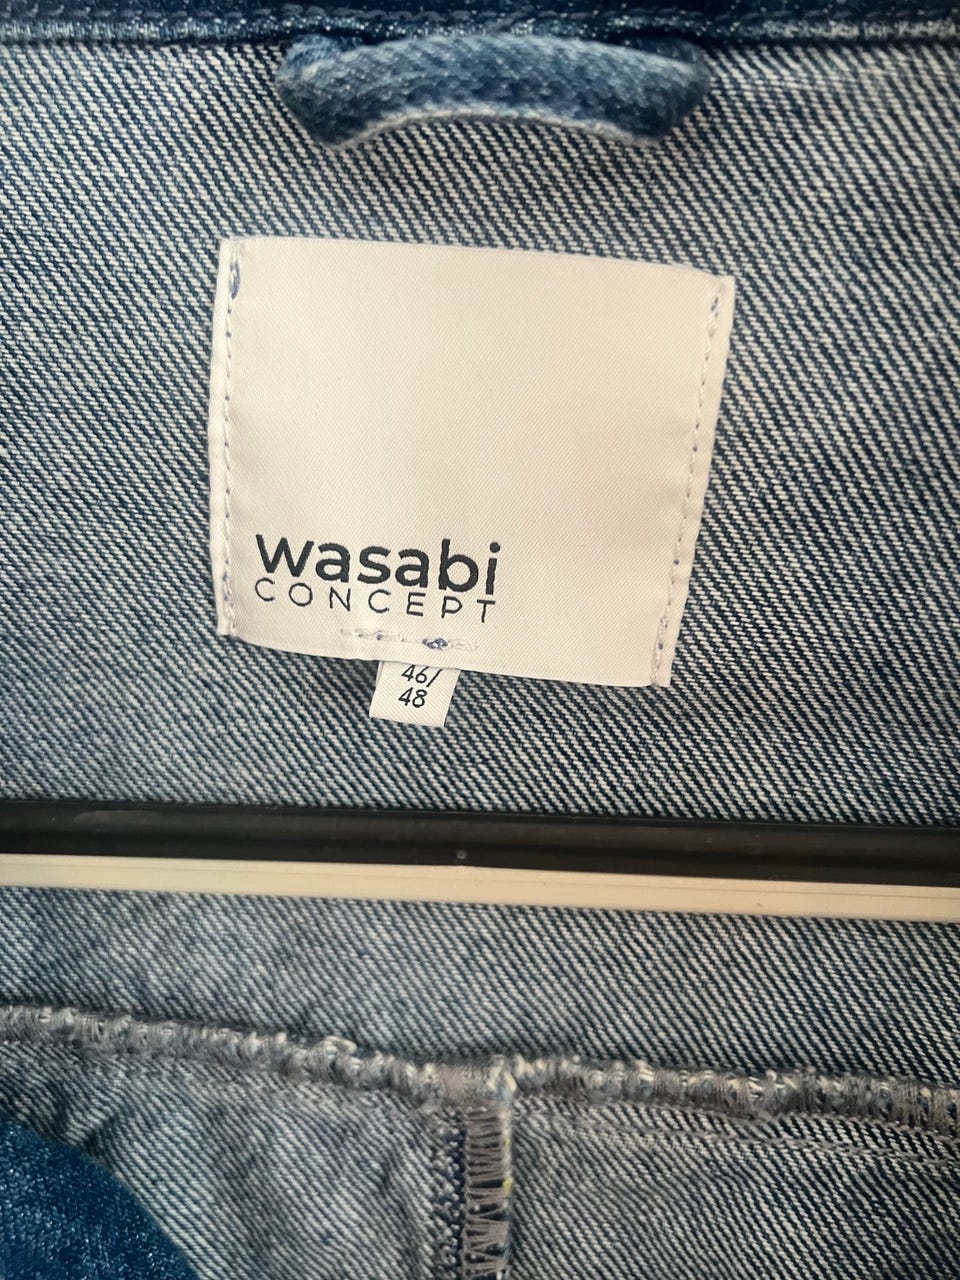 wasabi
CONCEPT
46/
48